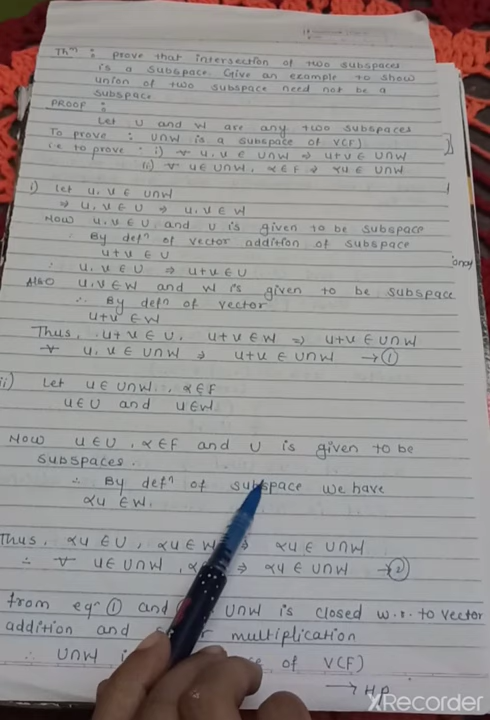 Thm : prove that intersection of two subspaces
is a subspace. Give an example to show
union of two subspace need not be a
subspace
PROOF :
Let U and W are any two subspaces
To prove : U∩W is a subspace of V(F)
i.e to prove : i) ∀ u, v ∈ U∩W ⇒ u+v ∈ U∩W
(ii) ∀ u ∈ U∩W, α ∈ F ⇒ αu ∈ U∩W
i) Let u, v ∈ U∩W
⇒ u, v ∈ U ⇒ u, v ∈ W
Now u, v ∈ U and U is given to be subspace
∴ By defn of vector addition of subspace
u+v ∈ U
∴ u, v ∈ U ⇒ u+v ∈ U
Also u, v ∈ W and W is given to be subspace
∴ By defn of vector
u+v ∈ W
Thus, u+v ∈ U, u+v ∈ W ⇒ u+v ∈ U∩W
∀ u, v ∈ U∩W ⇒ u+v ∈ U∩W → ①
ii) Let u ∈ U∩W, α ∈ F
u ∈ U and u ∈ W
Now u ∈ U, α ∈ F and U is given to be
subspaces.
∴ By defn of subspace we have
αu ∈ W.
Thus, αu ∈ U, αu ∈ W ⇒ αu ∈ U∩W
∴ ∀ u ∈ U∩W, ⇒ αu ∈ U∩W → ②
from eqn ① and U∩W is closed w.r. to vector
addition and multiplication
∴ U∩W of V(F)
→ HP
XRecorder